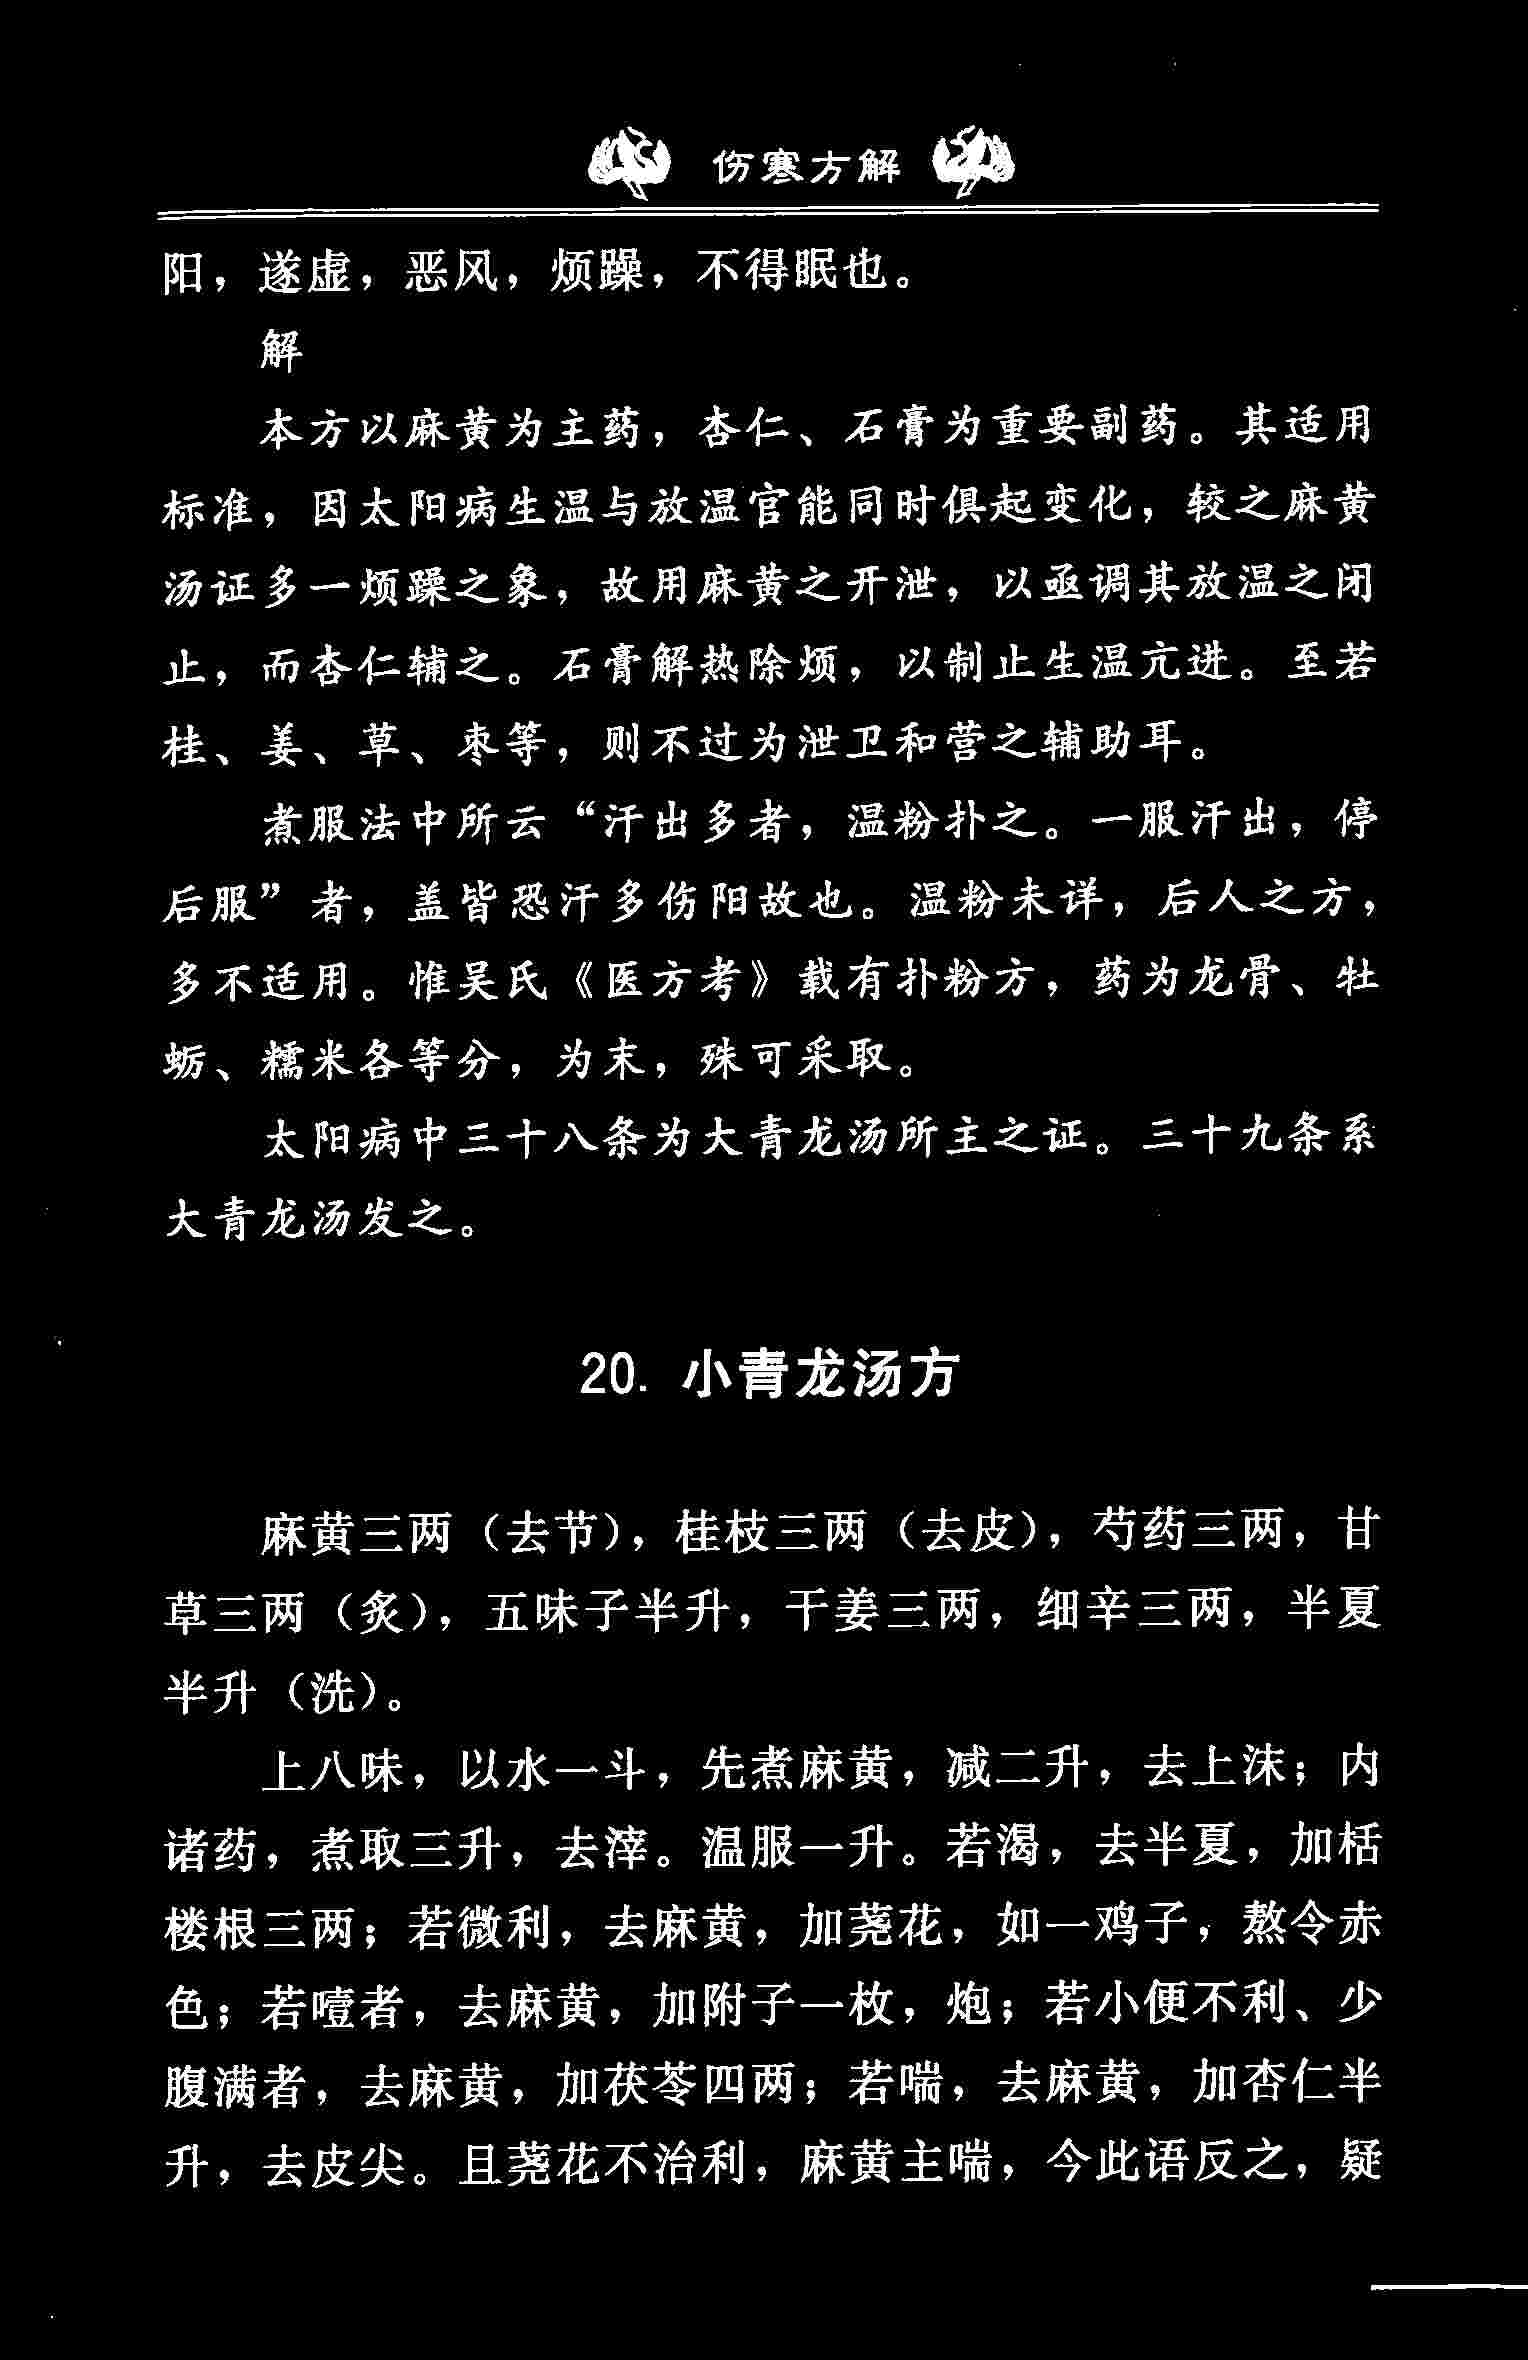 伤寒方解
阳，遂虚，恶风，烦躁，不得眠也。
解
本方以麻黄为主药，杏仁、石膏为重要副药。其适用
标准，因太阳病生温与放温官能同时俱起变化，较之麻黄
汤证多一烦躁之象，故用麻黄之开泄，以亟调其放温之闭
止，而杏仁辅之。石膏解热除烦，以制止生温亢进。至若
桂、姜、草、枣等，则不过为泄卫和营之辅助耳。
煮服法中所云“汗出多者，温粉扑之。一服汗出，停
后服”者，盖皆恐汗多伤阳故也。温粉未详，后人之方，
多不适用。惟吴氏《医方考》载有扑粉方，药为龙骨、牡
蛎、糯米各等分，为末，殊可采取。
太阳病中三十八条为大青龙汤所主之证。三十九条系
大青龙汤发之。
20. 小青龙汤方
麻黄三两（去节），桂枝三两（去皮），芍药三两，甘
草三两（炙），五味子半升，干姜三两，细辛三两，半夏
半升（洗）。
上八味，以水一斗，先煮麻黄，减二升，去上沫；内
诸药，煮取三升，去滓。温服一升。若渴，去半夏，加栝
楼根三两；若微利，去麻黄，加荛花，如一鸡子，熬令赤
色；若噎者，去麻黄，加附子一枚，炮；若小便不利、少
腹满者，去麻黄，加茯苓四两；若喘，去麻黄，加杏仁半
升，去皮尖。且荛花不治利，麻黄主喘，今此语反之，疑